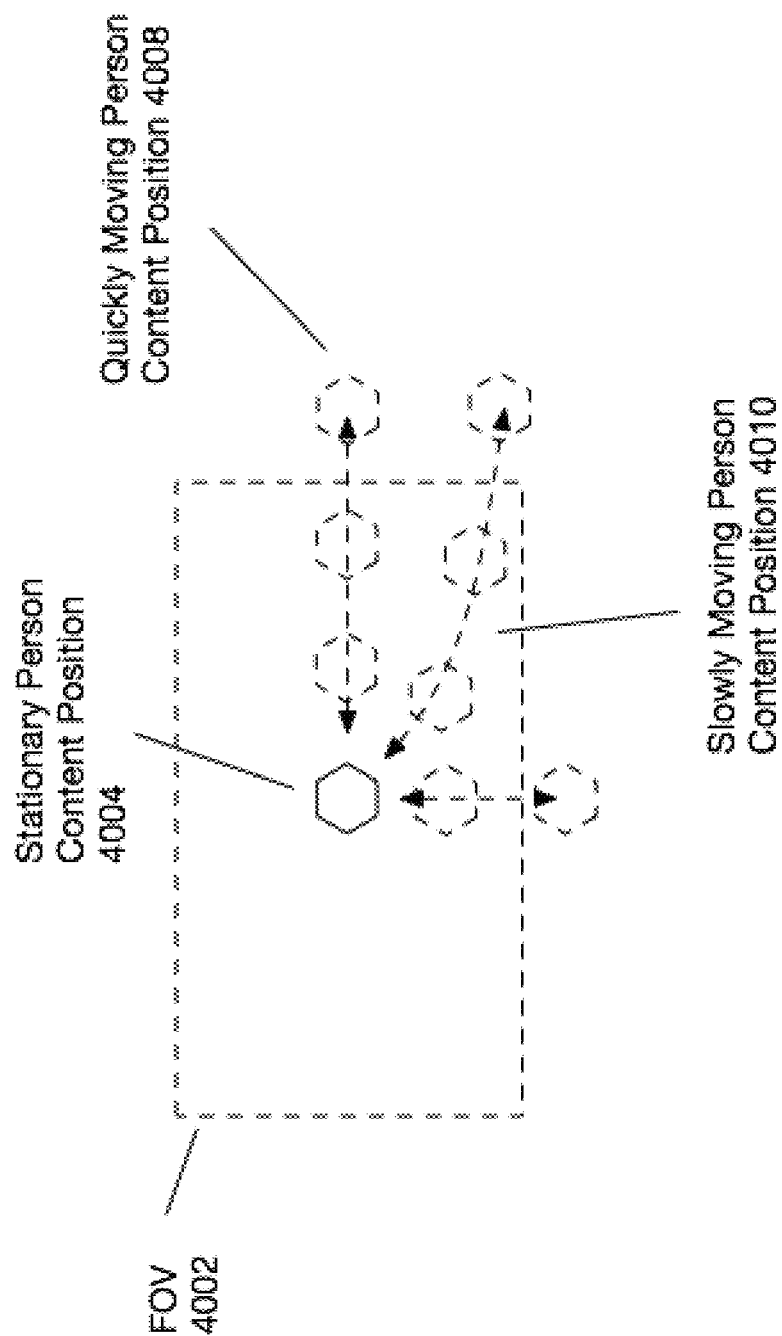 FOV
4002
Stationary Person
Content Position
4004
Quickly Moving Person
Content Position 4008
Slowly Moving Person
Content Position 4010